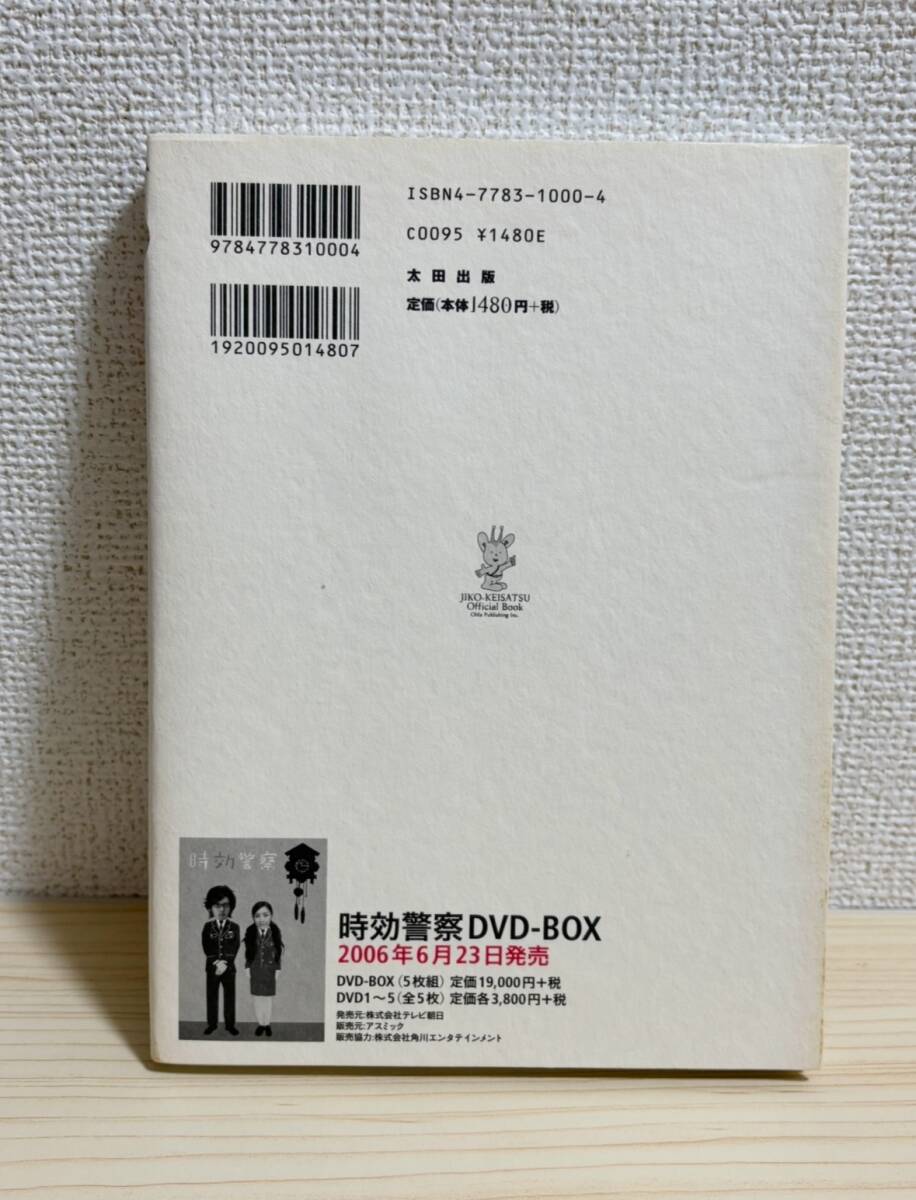 9784778310004
1920095014807
ISBN4-7783-1000-4
C0095 ¥1480E
太田出版
定価(本体1480円+税)
JIKO-KEISATSU
Official Book
Ohta Publishing Inc.
時効警察
時効警察DVD-BOX
2006年6月23日発売
DVD-BOX(5枚組) 定価19,000円+税
DVD1~5(全5枚) 定価各3,800円+税
発売元:株式会社テレビ朝日
販売元:アスミック
販売協力:株式会社角川エンタテインメント